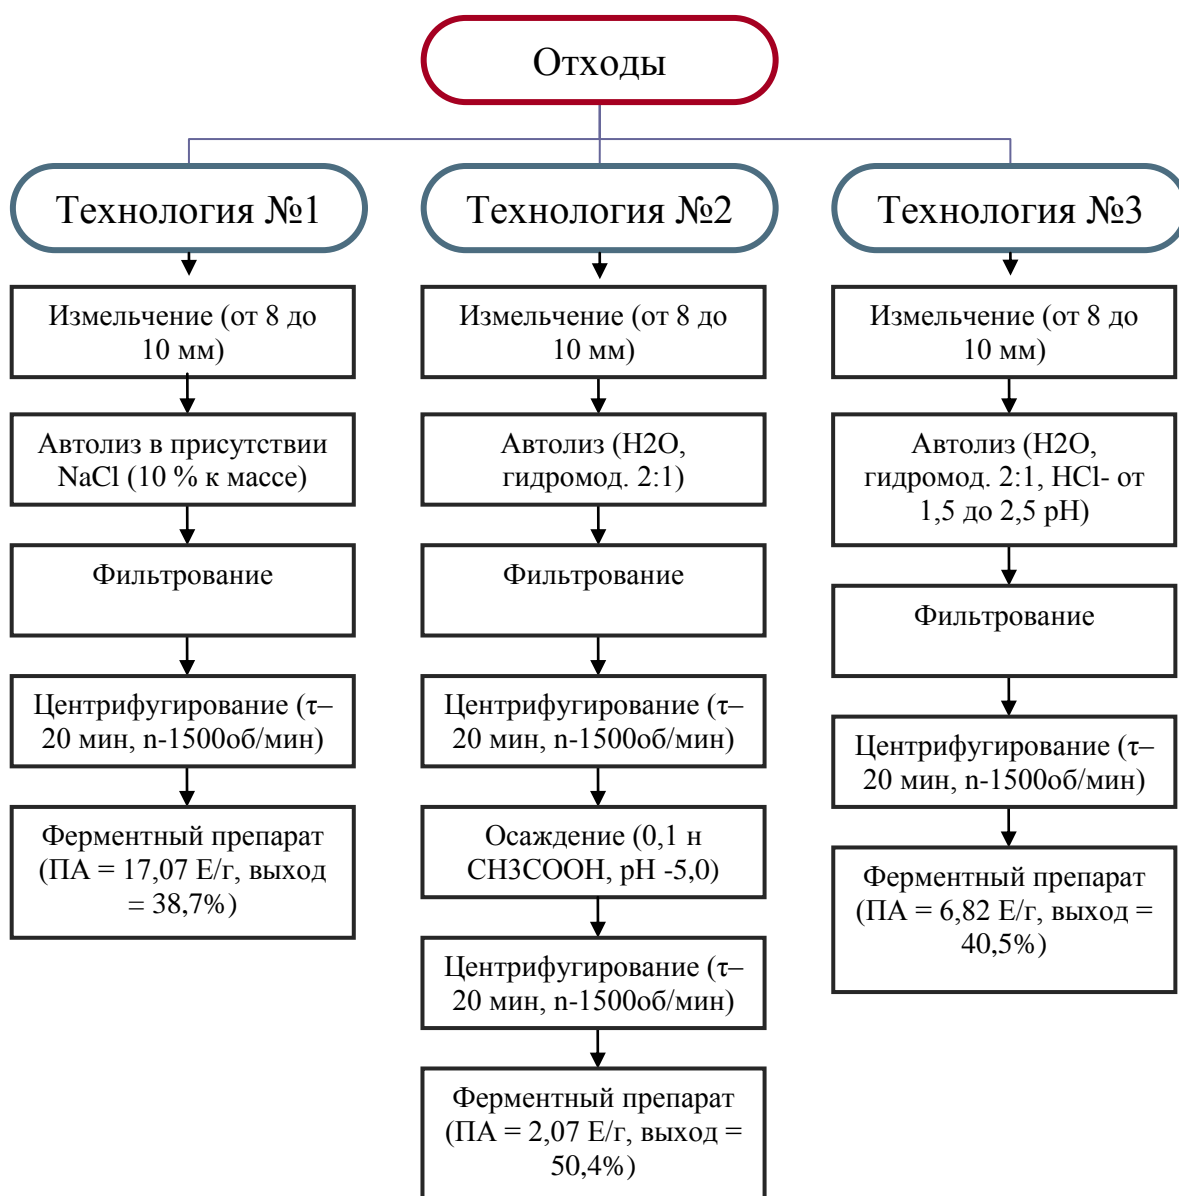 Отходы
Технология №1
Измельчение (от 8 до
10 мм)
Автолиз в присутствии
NaCl (10 % к массе)
Фильтрование
Центрифугирование (τ–
20 мин, n-1500об/мин)
Ферментный препарат
(ПА = 17,07 Е/г, выход
= 38,7%)
Технология №2
Измельчение (от 8 до
10 мм)
Автолиз (H2O,
гидромод. 2:1)
Фильтрование
Центрифугирование (τ–
20 мин, n-1500об/мин)
Осаждение (0,1 н
CH3COOH, pH -5,0)
Центрифугирование (τ–
20 мин, n-1500об/мин)
Ферментный препарат
(ПА = 2,07 Е/г, выход =
50,4%)
Технология №3
Измельчение (от 8 до
10 мм)
Автолиз (H2O,
гидромод. 2:1, HCl- от
1,5 до 2,5 pH)
Фильтрование
Центрифугирование (τ–
20 мин, n-1500об/мин)
Ферментный препарат
(ПА = 6,82 Е/г, выход =
40,5%)